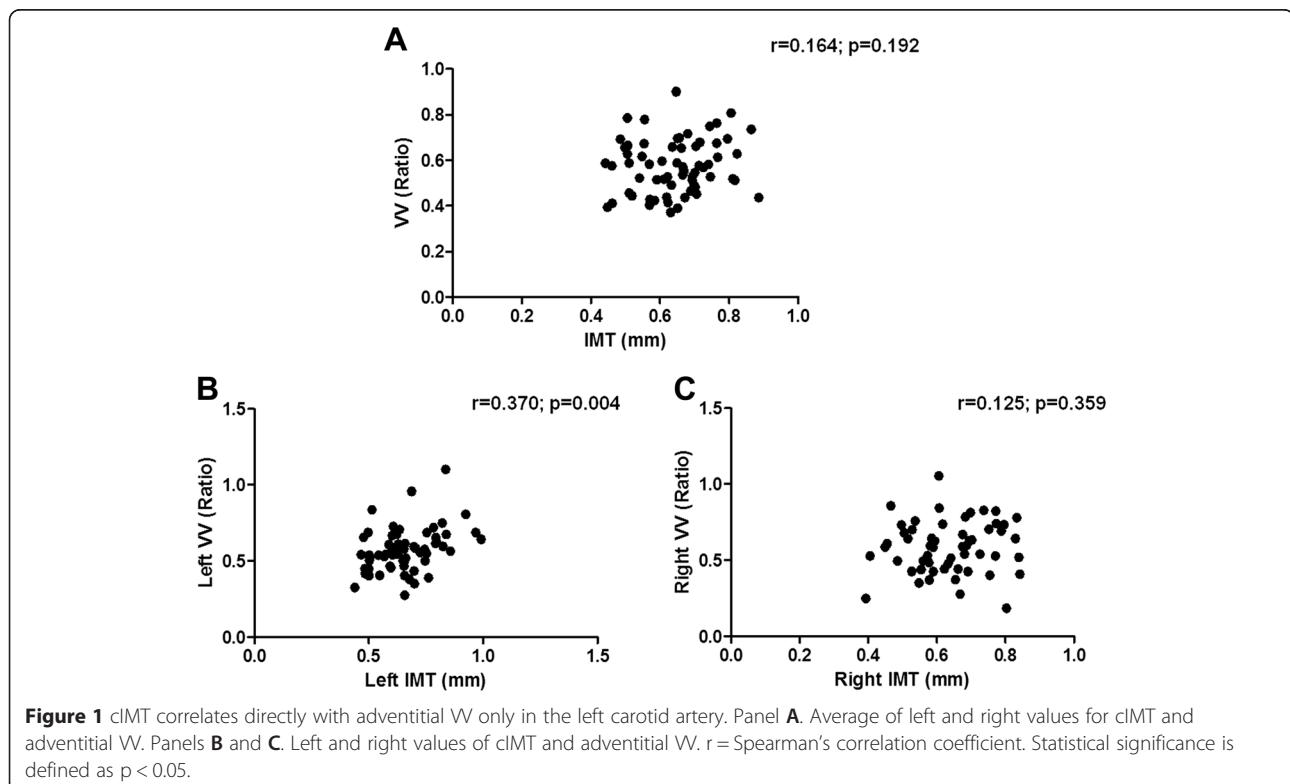 A
r=0.164; p=0.192
1.0
0.8
0.6
0.4
0.2
0.0
VV (Ratio)
0.0 0.2 0.4 0.6 0.8 1.0
IMT (mm)
B
r=0.370; p=0.004
1.5
1.0
0.5
0.0
Left VV (Ratio)
0.0 0.5 1.0 1.5
Left IMT (mm)
C
r=0.125; p=0.359
1.5
1.0
0.5
0.0
Right VV (Ratio)
0.0 0.2 0.4 0.6 0.8 1.0
Right IMT (mm)
Figure 1 cIMT correlates directly with adventitial VV only in the left carotid artery. Panel A. Average of left and right values for cIMT and
adventitial VV. Panels B and C. Left and right values of cIMT and adventitial VV. r = Spearman's correlation coefficient. Statistical significance is
defined as p < 0.05.